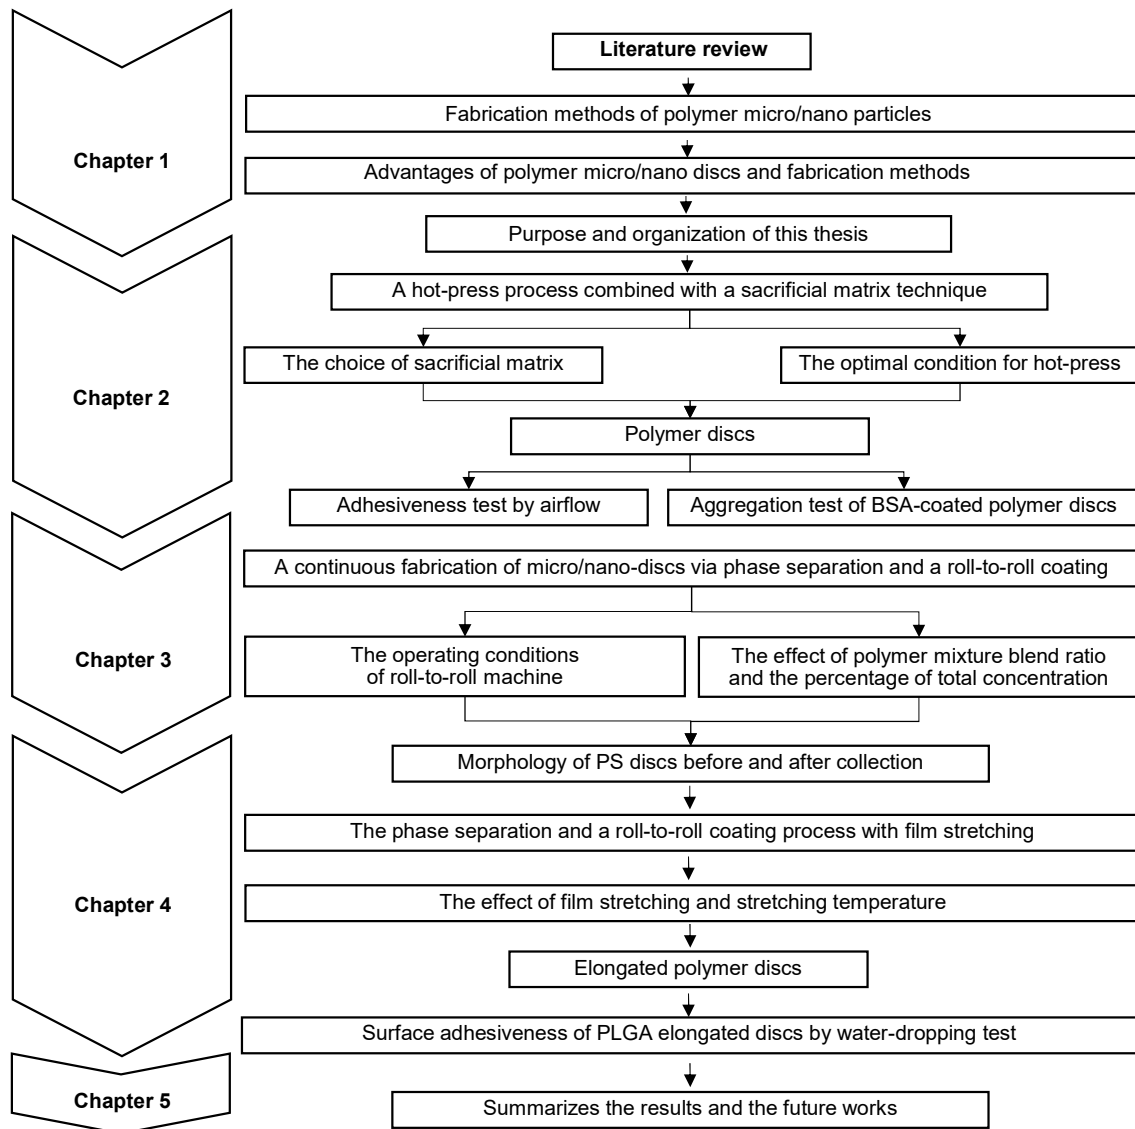 Literature review
Fabrication methods of polymer micro/nano particles
Chapter 1
Advantages of polymer micro/nano discs and fabrication methods
Purpose and organization of this thesis
A hot-press process combined with a sacrificial matrix technique
The choice of sacrificial matrix
The optimal condition for hot-press
Chapter 2
Polymer discs
Adhesiveness test by airflow
Aggregation test of BSA-coated polymer discs
A continuous fabrication of micro/nano-discs via phase separation and a roll-to-roll coating
Chapter 3
The operating conditions
of roll-to-roll machine
The effect of polymer mixture blend ratio
and the percentage of total concentration
Morphology of PS discs before and after collection
The phase separation and a roll-to-roll coating process with film stretching
Chapter 4
The effect of film stretching and stretching temperature
Elongated polymer discs
Surface adhesiveness of PLGA elongated discs by water-dropping test
Chapter 5
Summarizes the results and the future works